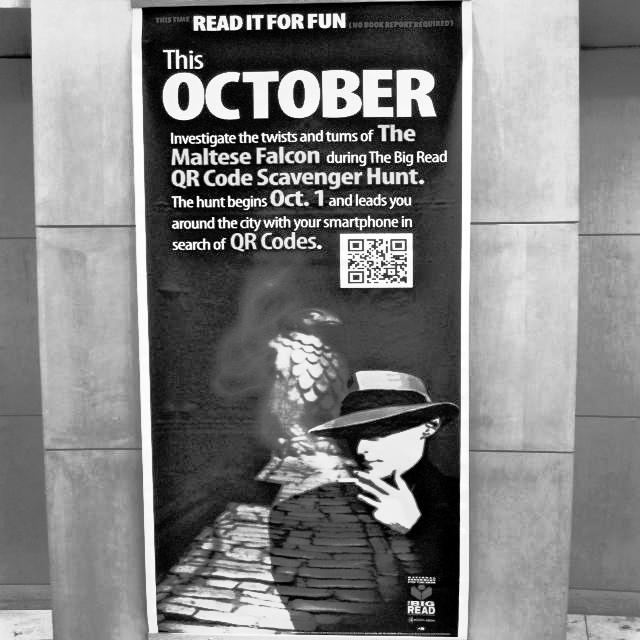 THIS TIME READ IT FOR FUN (NO BOOK REPORT REQUIRED)
This
OCTOBER
Investigate the twists and turns of The
Maltese Falcon during The Big Read
QR Code Scavenger Hunt.
The hunt begins Oct. 1 and leads you
around the city with your smartphone in
search of QR Codes.
THE BIG
READ